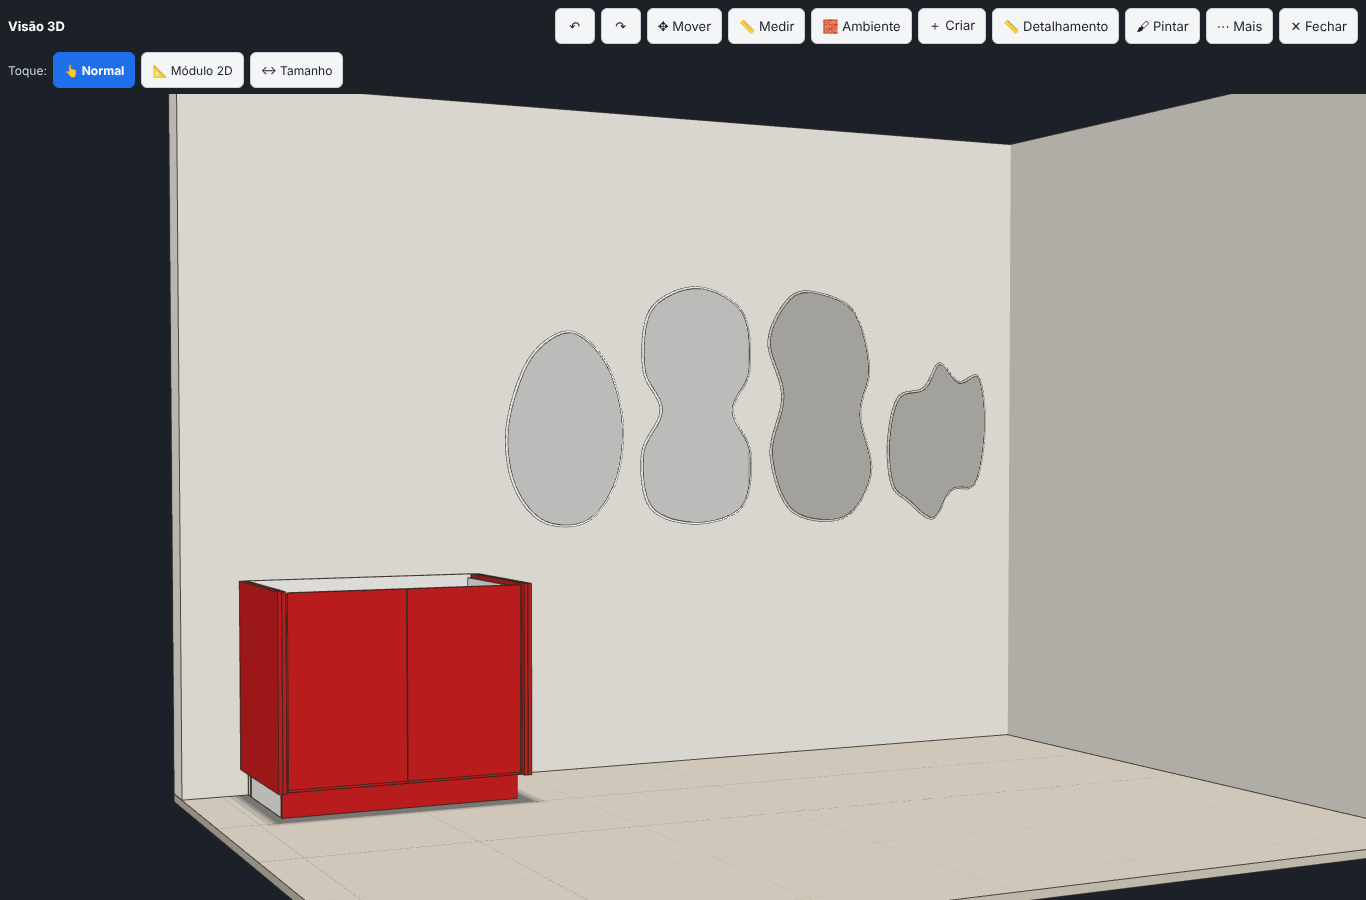 Visão 3D
↶ ↷ ✥ Mover 📏 Medir 🧱 Ambiente + Criar 📏 Detalhamento 🖌 Pintar ⋯ Mais ✕ Fechar
Toque: 👆 Normal 📐 Módulo 2D ↔ Tamanho